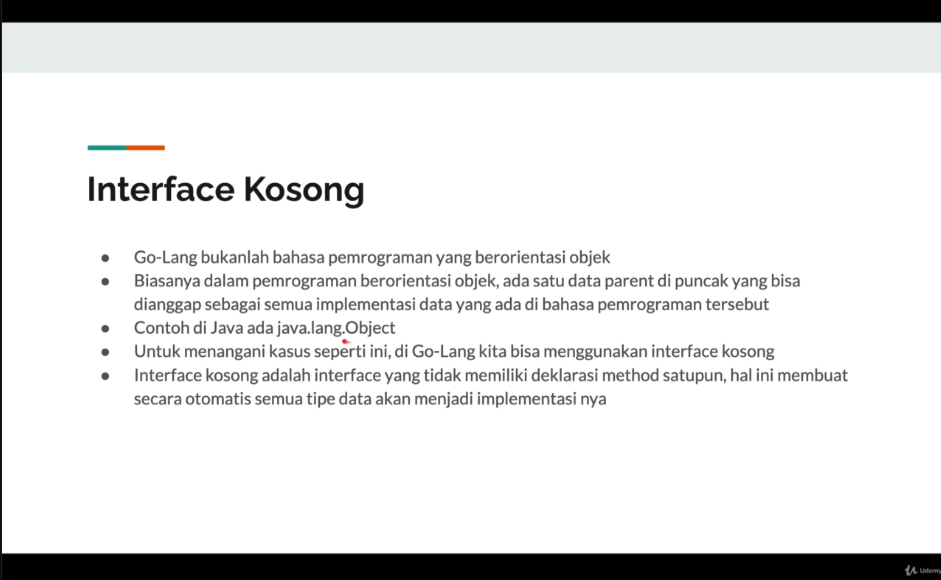 Interface Kosong
● Go-Lang bukanlah bahasa pemrograman yang berorientasi objek
● Biasanya dalam pemrograman berorientasi objek, ada satu data parent di puncak yang bisa
dianggap sebagai semua implementasi data yang ada di bahasa pemrograman tersebut
● Contoh di Java ada java.lang.Object
● Untuk menangani kasus seperti ini, di Go-Lang kita bisa menggunakan interface kosong
● Interface kosong adalah interface yang tidak memiliki deklarasi method satupun, hal ini membuat
secara otomatis semua tipe data akan menjadi implementasi nya